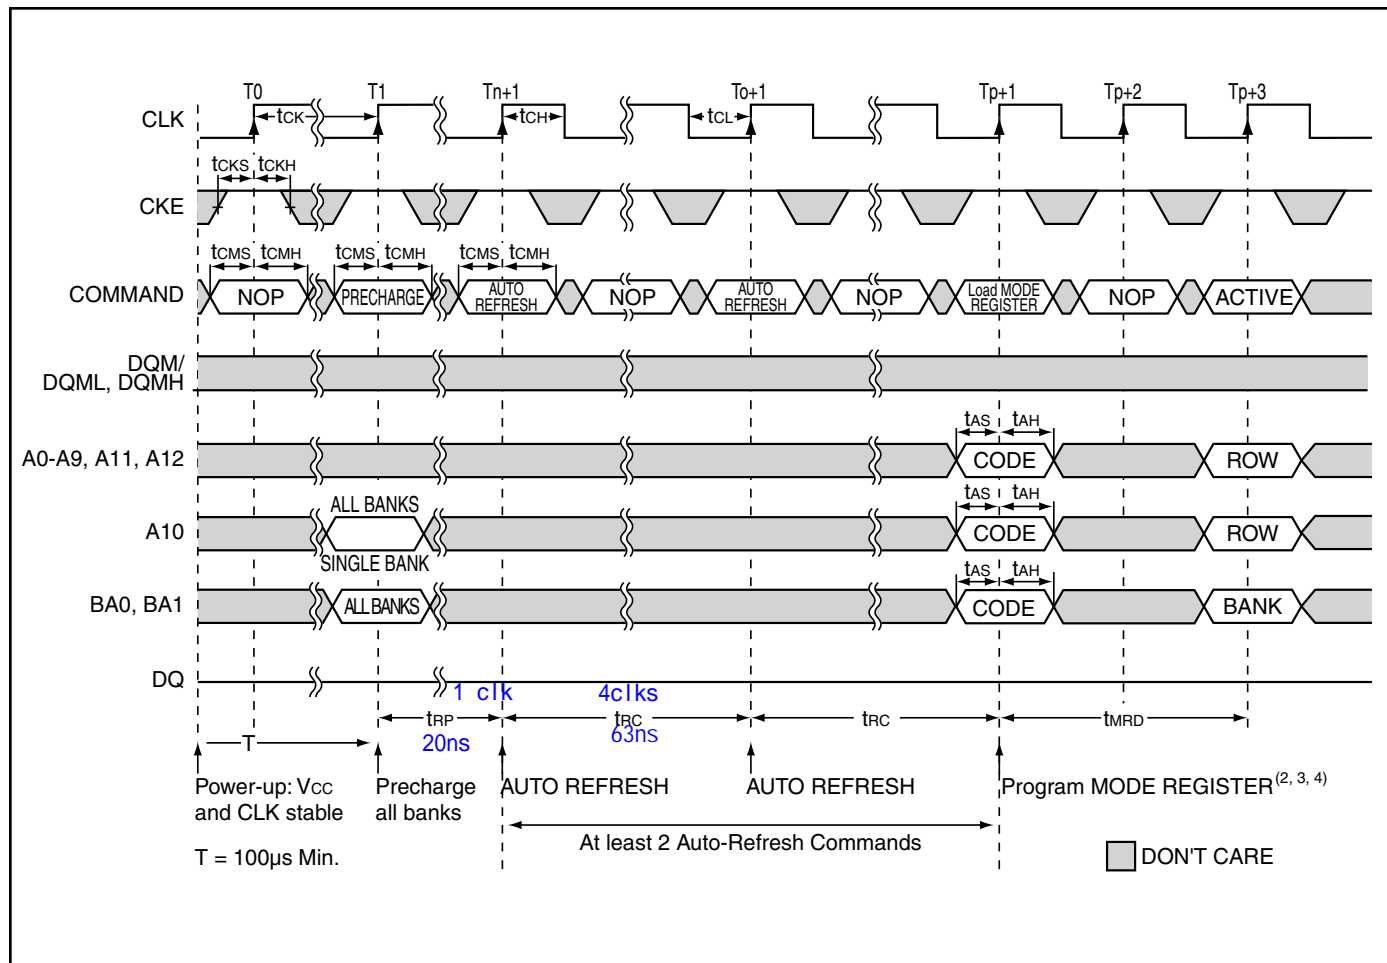 T0 T1 Tn+1 To+1 Tp+1 Tp+2 Tp+3
CLK tCK tCH tCL
tCKS tCKH
CKE
tCMS tCMH tCMS tCMH tCMS tCMH
COMMAND NOP PRECHARGE AUTO REFRESH NOP AUTO REFRESH NOP Load MODE REGISTER NOP ACTIVE
DQM/
DQML, DQMH
tAS tAH
A0-A9, A11, A12 CODE ROW
ALL BANKS tAS tAH
A10 CODE ROW
SINGLE BANK tAS tAH
BA0, BA1 ALL BANKS CODE BANK
DQ
1 clk 4clks
T tRP tRC tRC tMRD
20ns 63ns
Power-up: VCC Precharge AUTO REFRESH AUTO REFRESH Program MODE REGISTER(2, 3, 4)
and CLK stable all banks
At least 2 Auto-Refresh Commands
T = 100µs Min. DON'T CARE